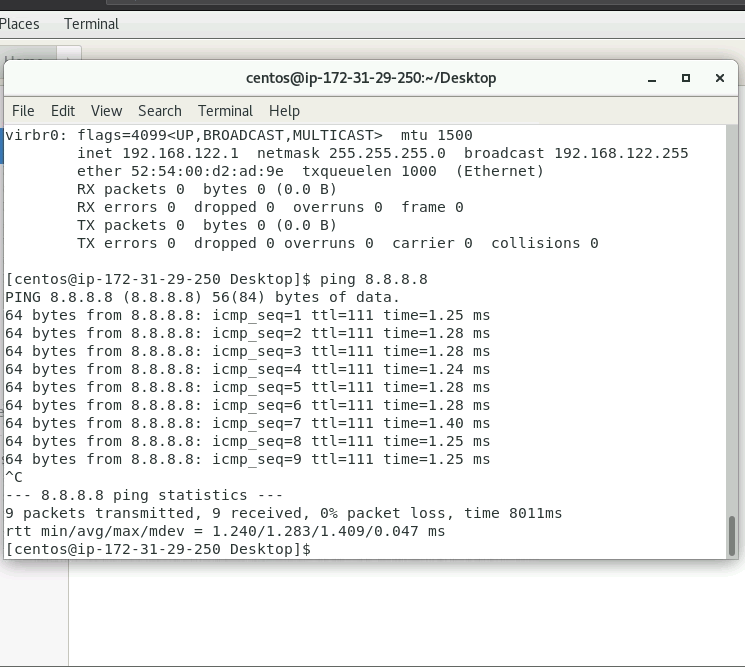 Places Terminal
centos@ip-172-31-29-250:~/Desktop
File Edit View Search Terminal Help
virbr0: flags=4099<UP,BROADCAST,MULTICAST>  mtu 1500
        inet 192.168.122.1  netmask 255.255.255.0  broadcast 192.168.122.255
        ether 52:54:00:d2:ad:9e  txqueuelen 1000  (Ethernet)
        RX packets 0  bytes 0 (0.0 B)
        RX errors 0  dropped 0  overruns 0  frame 0
        TX packets 0  bytes 0 (0.0 B)
        TX errors 0  dropped 0 overruns 0  carrier 0  collisions 0
[centos@ip-172-31-29-250 Desktop]$ ping 8.8.8.8
PING 8.8.8.8 (8.8.8.8) 56(84) bytes of data.
64 bytes from 8.8.8.8: icmp_seq=1 ttl=111 time=1.25 ms
64 bytes from 8.8.8.8: icmp_seq=2 ttl=111 time=1.28 ms
64 bytes from 8.8.8.8: icmp_seq=3 ttl=111 time=1.28 ms
64 bytes from 8.8.8.8: icmp_seq=4 ttl=111 time=1.24 ms
64 bytes from 8.8.8.8: icmp_seq=5 ttl=111 time=1.28 ms
64 bytes from 8.8.8.8: icmp_seq=6 ttl=111 time=1.28 ms
64 bytes from 8.8.8.8: icmp_seq=7 ttl=111 time=1.40 ms
64 bytes from 8.8.8.8: icmp_seq=8 ttl=111 time=1.25 ms
64 bytes from 8.8.8.8: icmp_seq=9 ttl=111 time=1.25 ms
^C
--- 8.8.8.8 ping statistics ---
9 packets transmitted, 9 received, 0% packet loss, time 8011ms
rtt min/avg/max/mdev = 1.240/1.283/1.409/0.047 ms
[centos@ip-172-31-29-250 Desktop]$